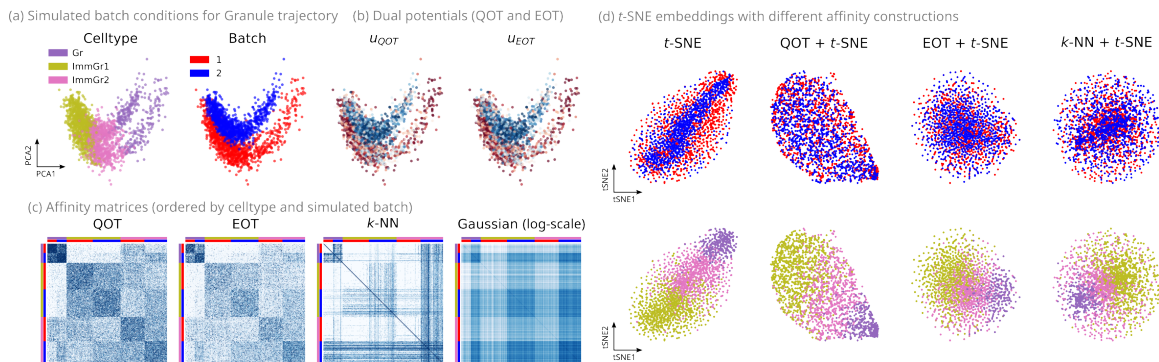 (a) Simulated batch conditions for Granule trajectory
Celltype
Gr
ImmGr1
ImmGr2
Batch
1
2
PCA2
PCA1
(b) Dual potentials (QOT and EOT)
uQOT
uEOT
(c) Affinity matrices (ordered by celltype and simulated batch)
QOT
EOT
k-NN
Gaussian (log-scale)
(d) t-SNE embeddings with different affinity constructions
t-SNE
QOT + t-SNE
EOT + t-SNE
k-NN + t-SNE
tSNE2
tSNE1
tSNE2
tSNE1